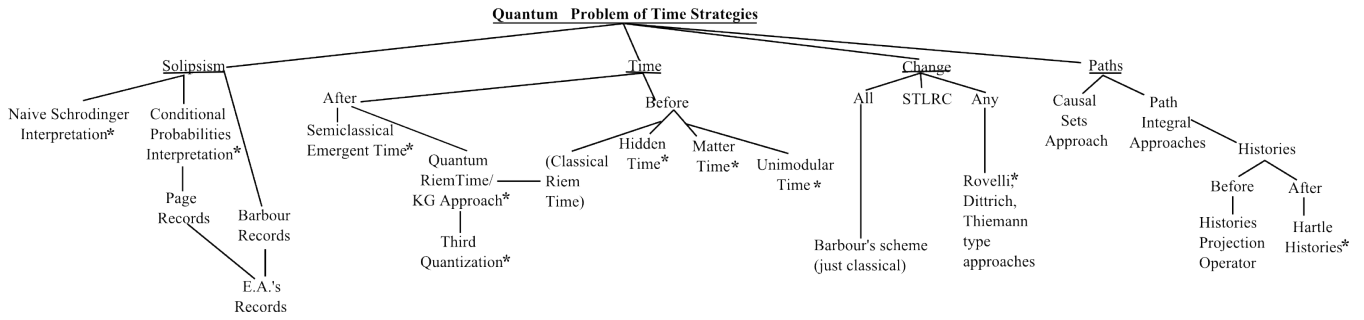 Quantum Problem of Time Strategies
Solipsism
Time
Change
Paths
Naive Schrodinger
Interpretation*
Conditional
Probabilities
Interpretation*
Page
Records
Barbour
Records
E.A.'s
Records
After
Before
Semiclassical
Emergent Time*
Quantum
RiemTime/
KG Approach*
Third
Quantization*
(Classical
Riem
Time)
Hidden
Time*
Matter
Time*
Unimodular
Time*
All
STLRC
Any
Barbour's scheme
(just classical)
Rovelli,*
Dittrich,
Thiemann
type
approaches
Causal
Sets
Approach
Path
Integral
Approaches
Histories
Before
After
Histories
Projection
Operator
Hartle
Histories*